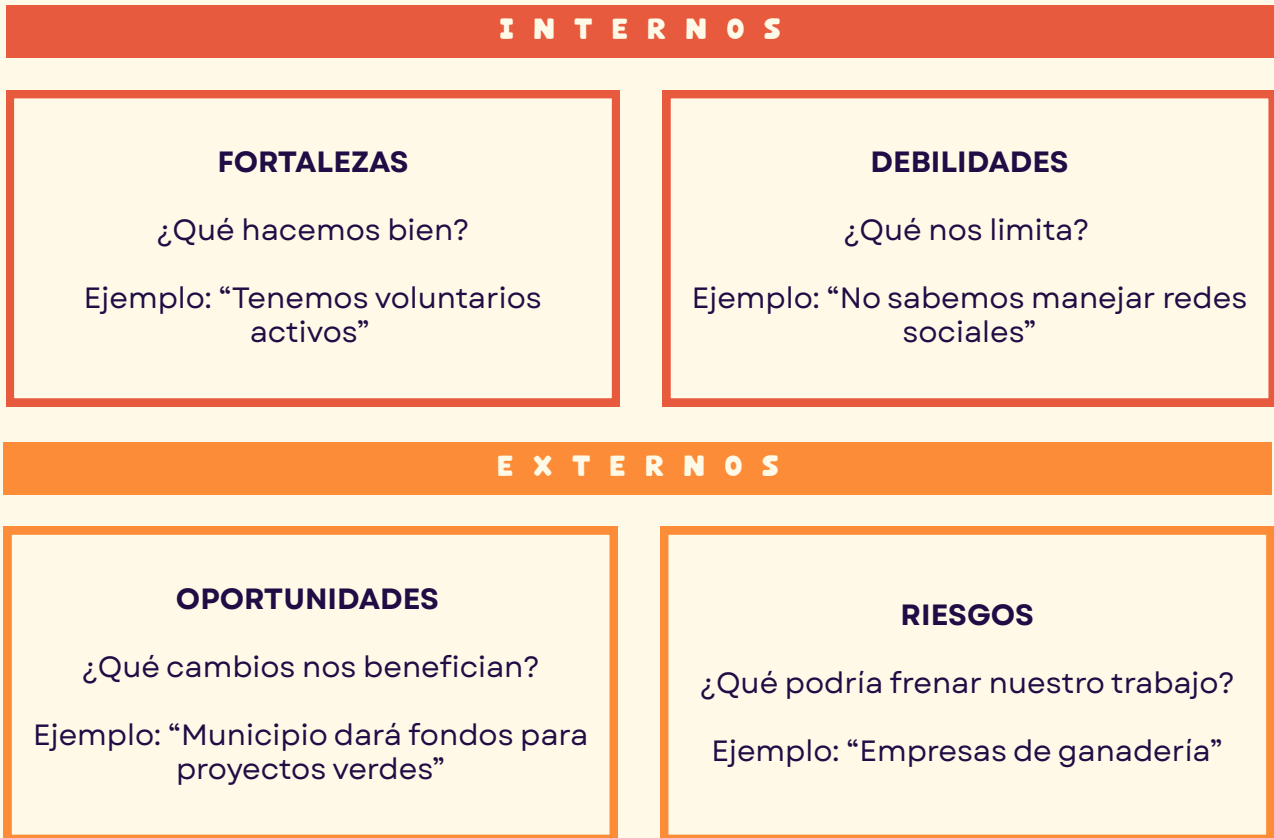 INTERNOS
FORTALEZAS
¿Qué hacemos bien?
Ejemplo: “Tenemos voluntarios
activos”
DEBILIDADES
¿Qué nos limita?
Ejemplo: “No sabemos manejar redes
sociales”
EXTERNOS
OPORTUNIDADES
¿Qué cambios nos benefician?
Ejemplo: “Municipio dará fondos para
proyectos verdes”
RIESGOS
¿Qué podría frenar nuestro trabajo?
Ejemplo: “Empresas de ganadería”